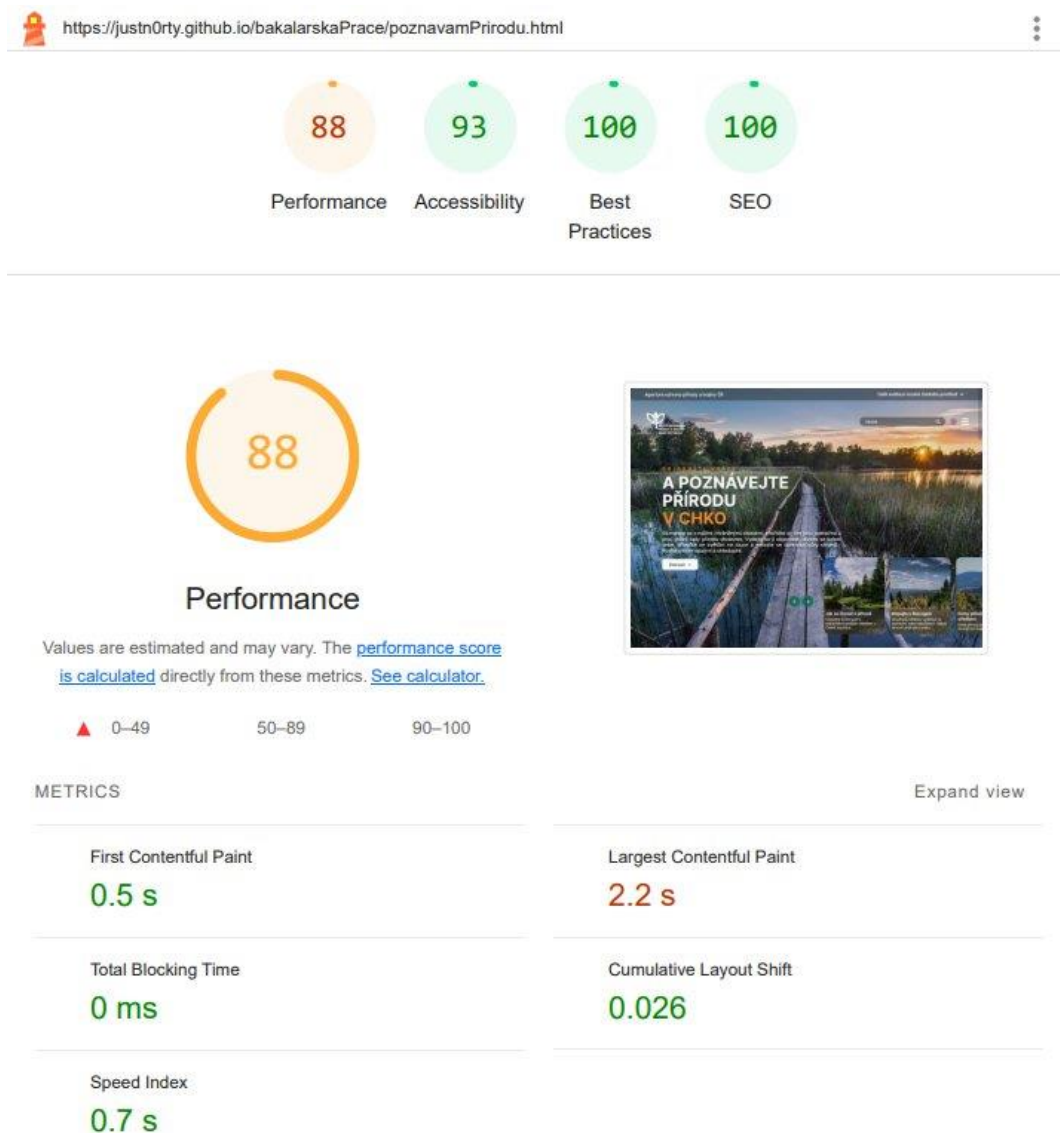 https://justn0rty.github.io/bakalarskaPrace/poznavamPrirodu.html
88
93
100
100
Performance
Accessibility
Best
Practices
SEO
88
Performance
Values are estimated and may vary. The performance score
is calculated directly from these metrics. See calculator.
0–49
50–89
90–100
A POZNÁVEJTE
PŘÍRODU
V CHKO
METRICS
Expand view
First Contentful Paint
0.5 s
Largest Contentful Paint
2.2 s
Total Blocking Time
0 ms
Cumulative Layout Shift
0.026
Speed Index
0.7 s